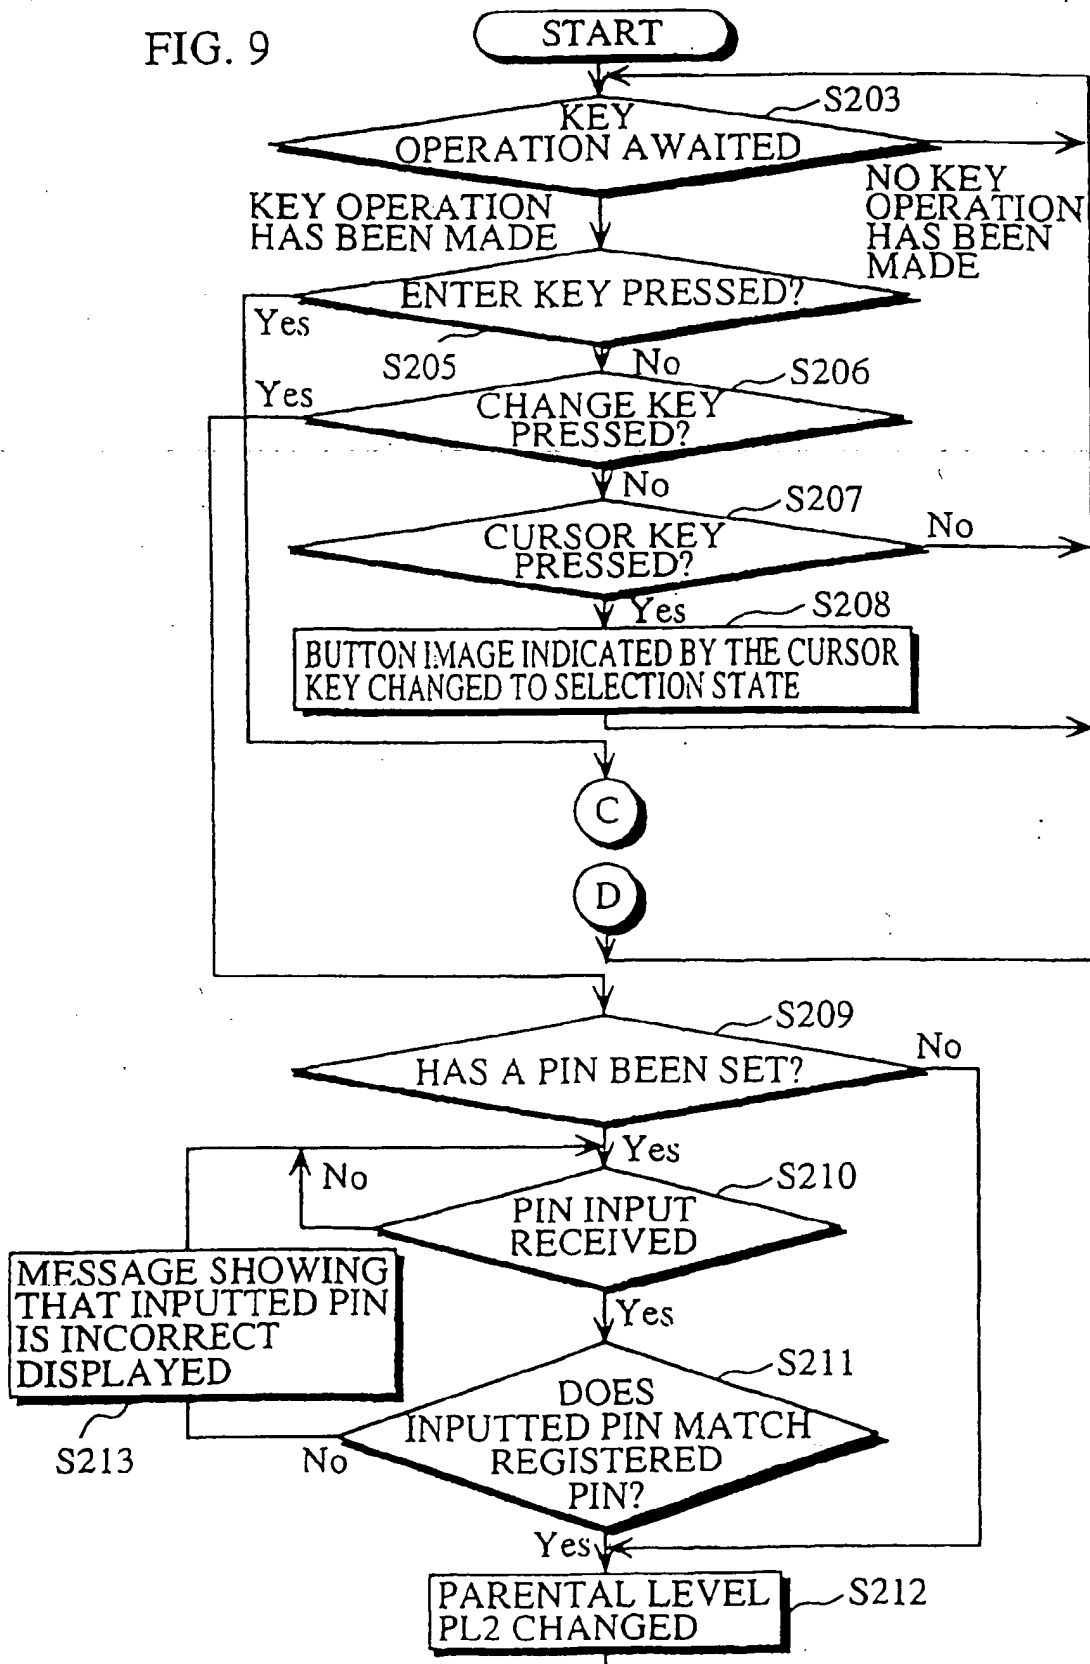 FIG. 9
START
S203
KEY
OPERATION AWAITED
KEY OPERATION
HAS BEEN MADE
NO KEY
OPERATION
HAS BEEN
MADE
ENTER KEY PRESSED?
Yes
S205
No
S206
Yes
CHANGE KEY
PRESSED?
No
S207
CURSOR KEY
PRESSED?
No
Yes
S208
BUTTON IMAGE INDICATED BY THE CURSOR
KEY CHANGED TO SELECTION STATE
C
D
S209
HAS A PIN BEEN SET?
No
Yes
S210
No
PIN INPUT
RECEIVED
MESSAGE SHOWING
THAT INPUTTED PIN
IS INCORRECT
DISPLAYED
Yes
S211
DOES
INPUTTED PIN MATCH
REGISTERED
PIN?
S213
No
Yes
PARENTAL LEVEL
PL2 CHANGED
S212